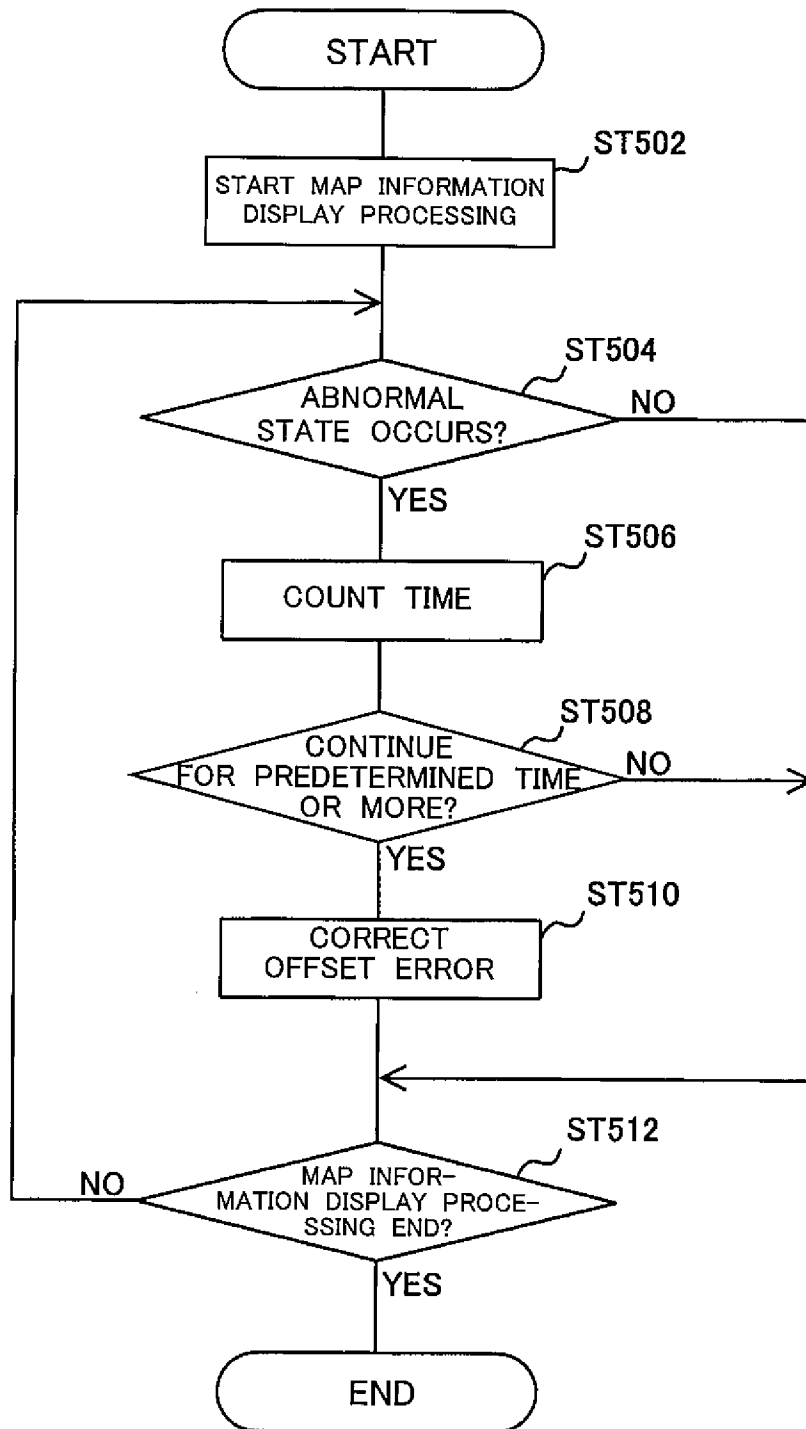 START
ST502
START MAP INFORMATION
DISPLAY PROCESSING
ST504
ABNORMAL
STATE OCCURS?
NO
YES
ST506
COUNT TIME
ST508
CONTINUE
FOR PREDETERMINED TIME
OR MORE?
NO
YES
ST510
CORRECT
OFFSET ERROR
ST512
MAP INFOR-
MATION DISPLAY PROCE-
SSING END?
NO
YES
END